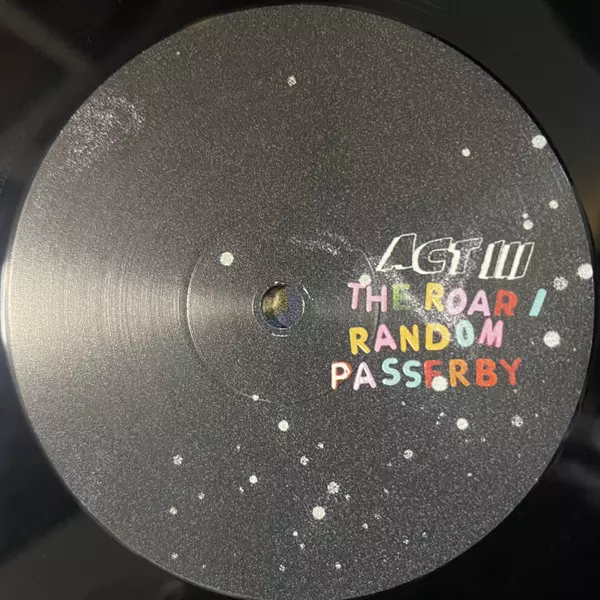 ACT III
THE ROAR /
RANDOM
PASSERBY